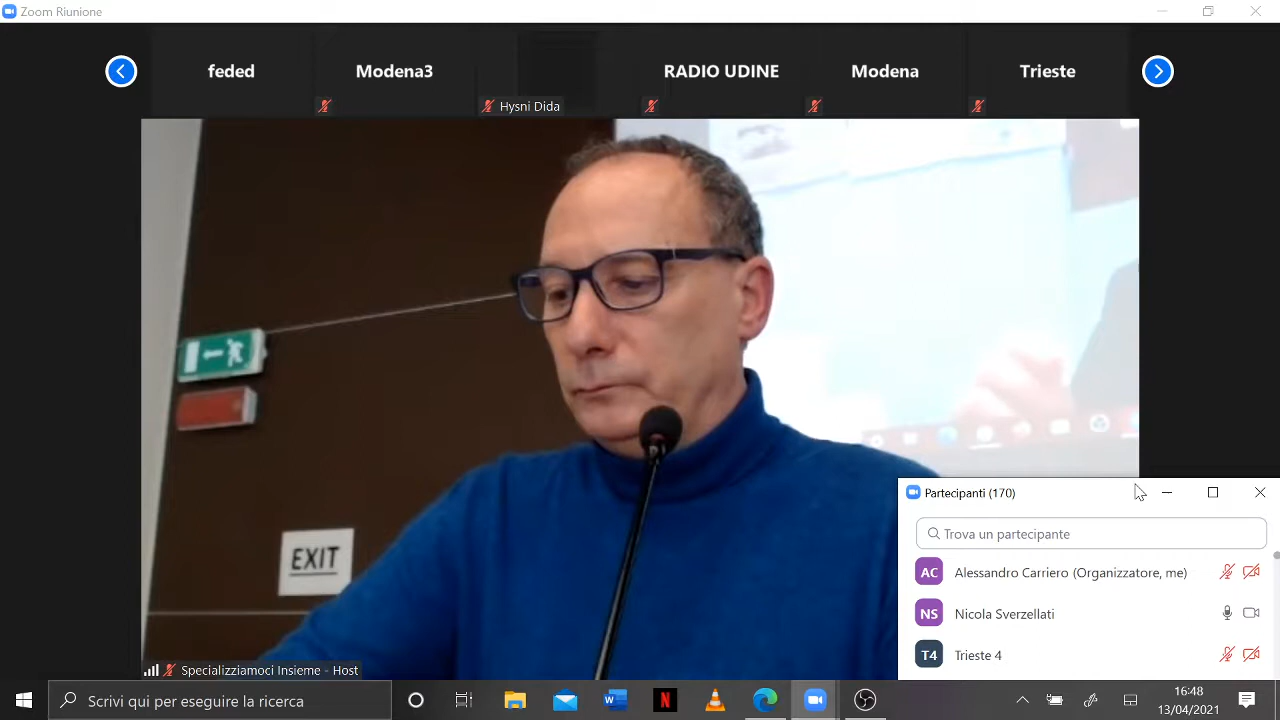 Zoom Riunione
feded
Modena3
Hysni Dida
RADIO UDINE
Modena
Trieste
EXIT
Specializziamoci Insieme - Host
Partecipanti (170)
Trova un partecipante
AC Alessandro Carriero (Organizzatore, me)
NS Nicola Sverzellati
T4 Trieste 4
Scrivi qui per eseguire la ricerca
W
N
16:48
13/04/2021